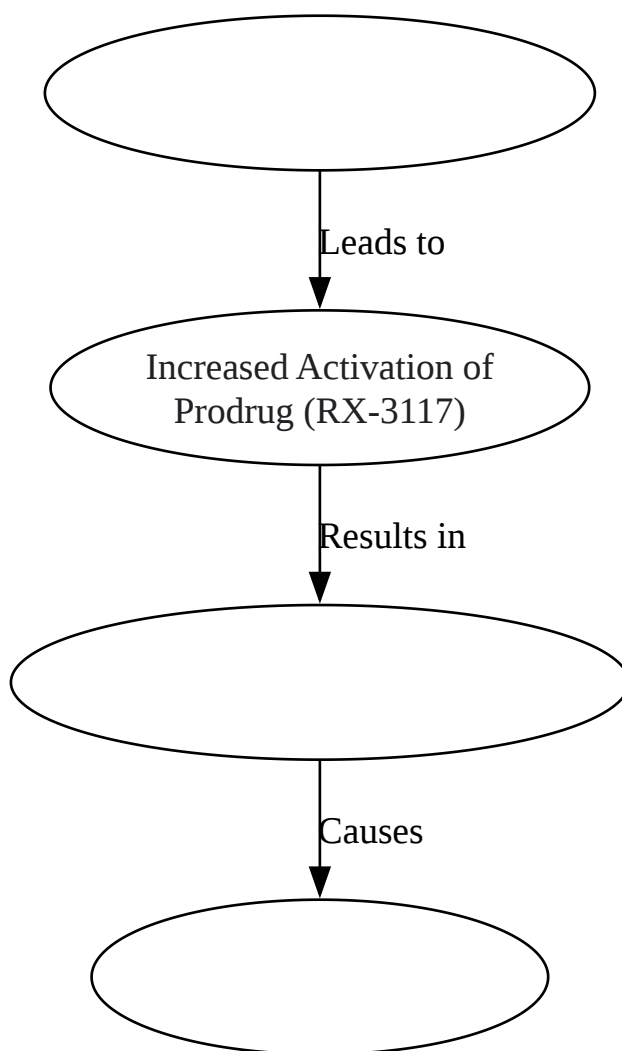 Leads to
Increased Activation of
Prodrug (RX-3117)
Results in
Causes